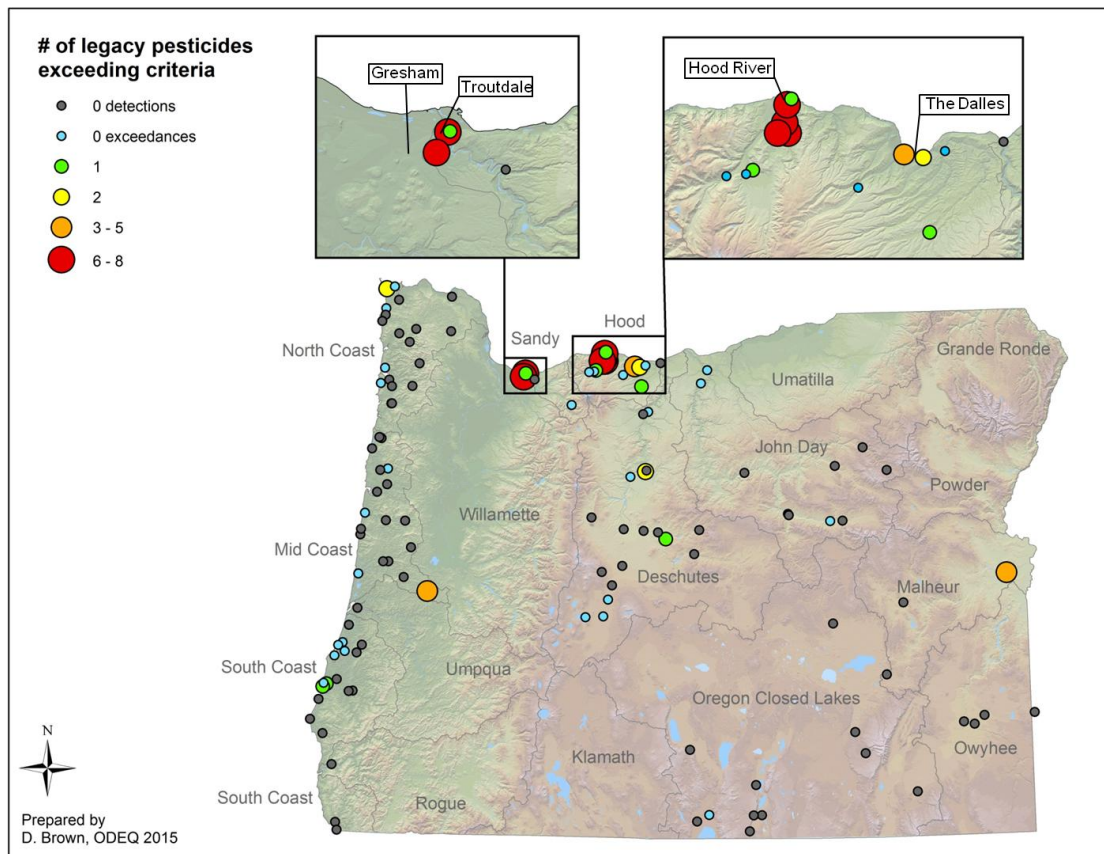 # of legacy pesticides
exceeding criteria
0 detections
0 exceedances
1
2
3 - 5
6 - 8
Gresham
Troutdale
Hood River
The Dalles
Sandy
Hood
North Coast
Grande Ronde
Umatilla
John Day
Powder
Willamette
Mid Coast
Deschutes
Malheur
South Coast
Umpqua
Oregon Closed Lakes
Klamath
Owyhee
South Coast
Rogue
N
Prepared by
D. Brown, ODEQ 2015